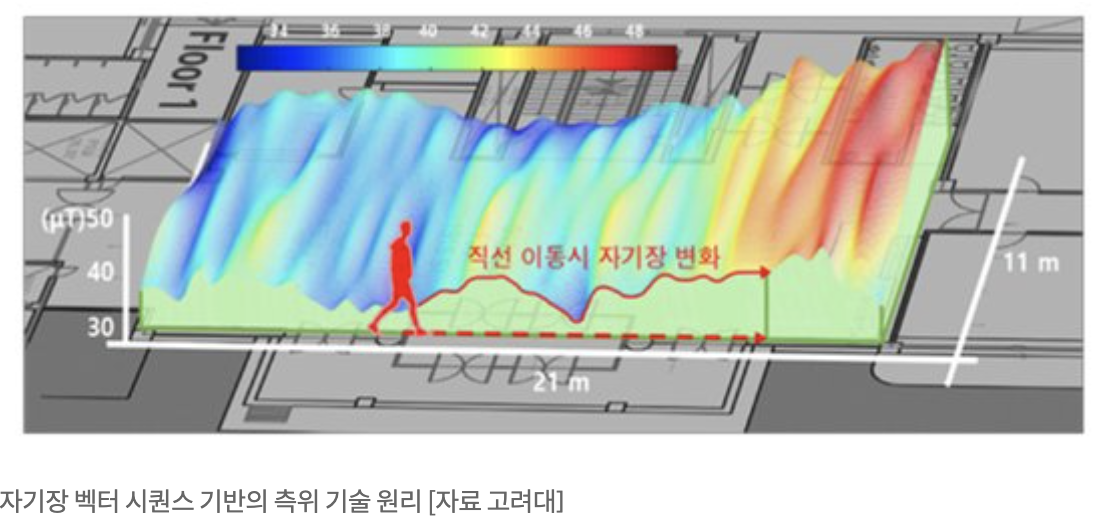 34 36 38 40 42 44 46 48
Floor 1
(μT)50
40
30
직선 이동시 자기장 변화
11 m
21 m
자기장 벡터 시퀀스 기반의 측위 기술 원리 [자료 고려대]